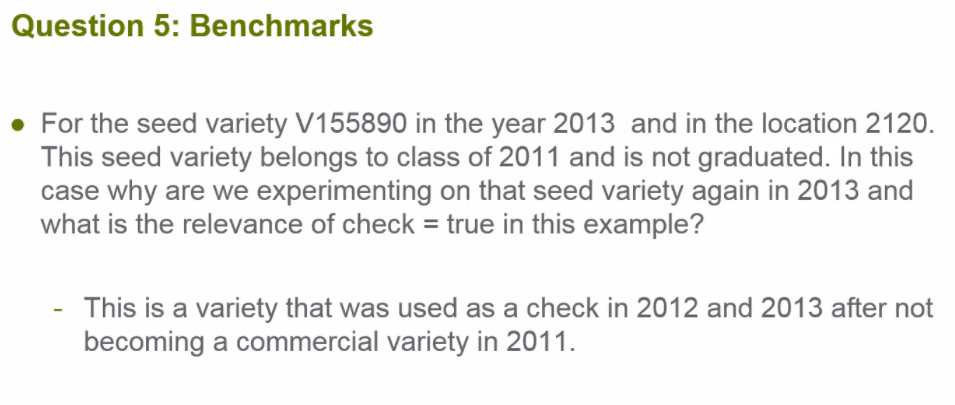 Question 5: Benchmarks
● For the seed variety V155890 in the year 2013 and in the location 2120.
This seed variety belongs to class of 2011 and is not graduated. In this
case why are we experimenting on that seed variety again in 2013 and
what is the relevance of check = true in this example?
- This is a variety that was used as a check in 2012 and 2013 after not
becoming a commercial variety in 2011.